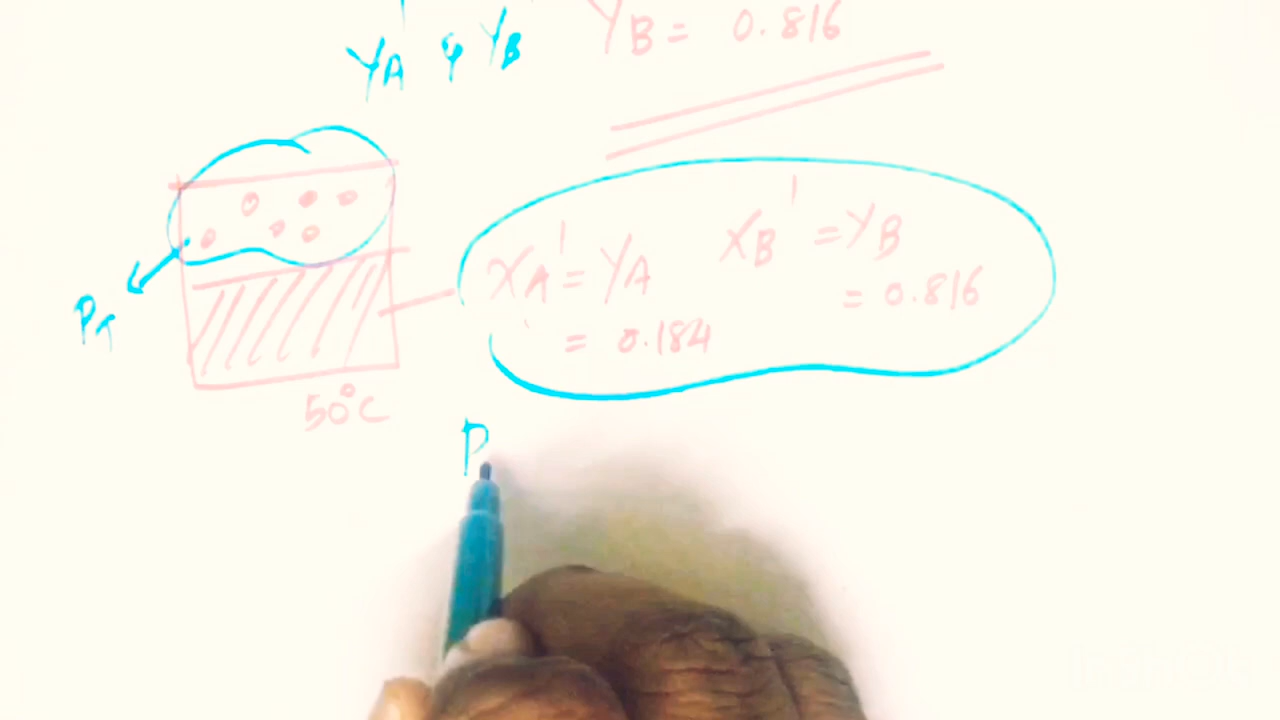 YA' & YB'
YB = 0.816
XA' = YA
= 0.184
XB' = YB
= 0.816
PT
50°C
P